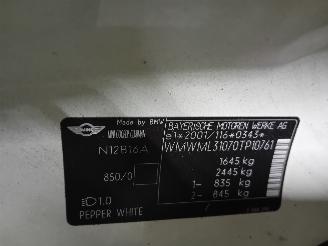 MINI
Made by BMW
N12B16A
850/0
1.0
PEPPER WHITE
BAYERISCHE MOTOREN WERKE AG
e1*2001/116*0343*
WMWML31070TP10761
1645 kg
2445 kg
1- 835 kg
2- 845 kg